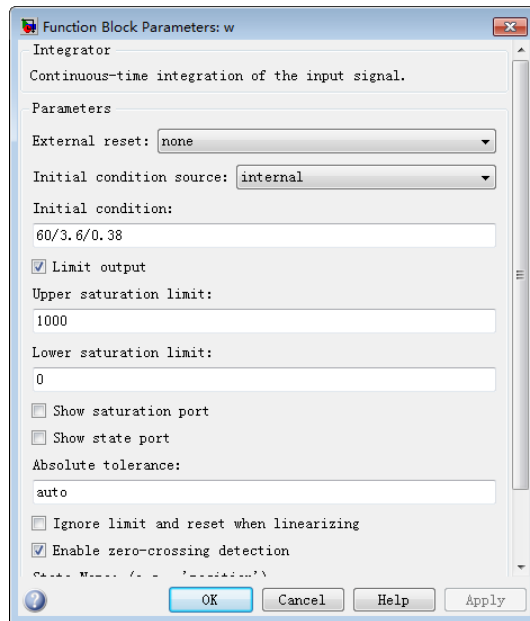 Function Block Parameters: w
Integrator
Continuous-time integration of the input signal.
Parameters
External reset: none
Initial condition source: internal
Initial condition:
60/3.6/0.38
Limit output
Upper saturation limit:
1000
Lower saturation limit:
0
Show saturation port
Show state port
Absolute tolerance:
auto
Ignore limit and reset when linearizing
Enable zero-crossing detection
OK Cancel Help Apply